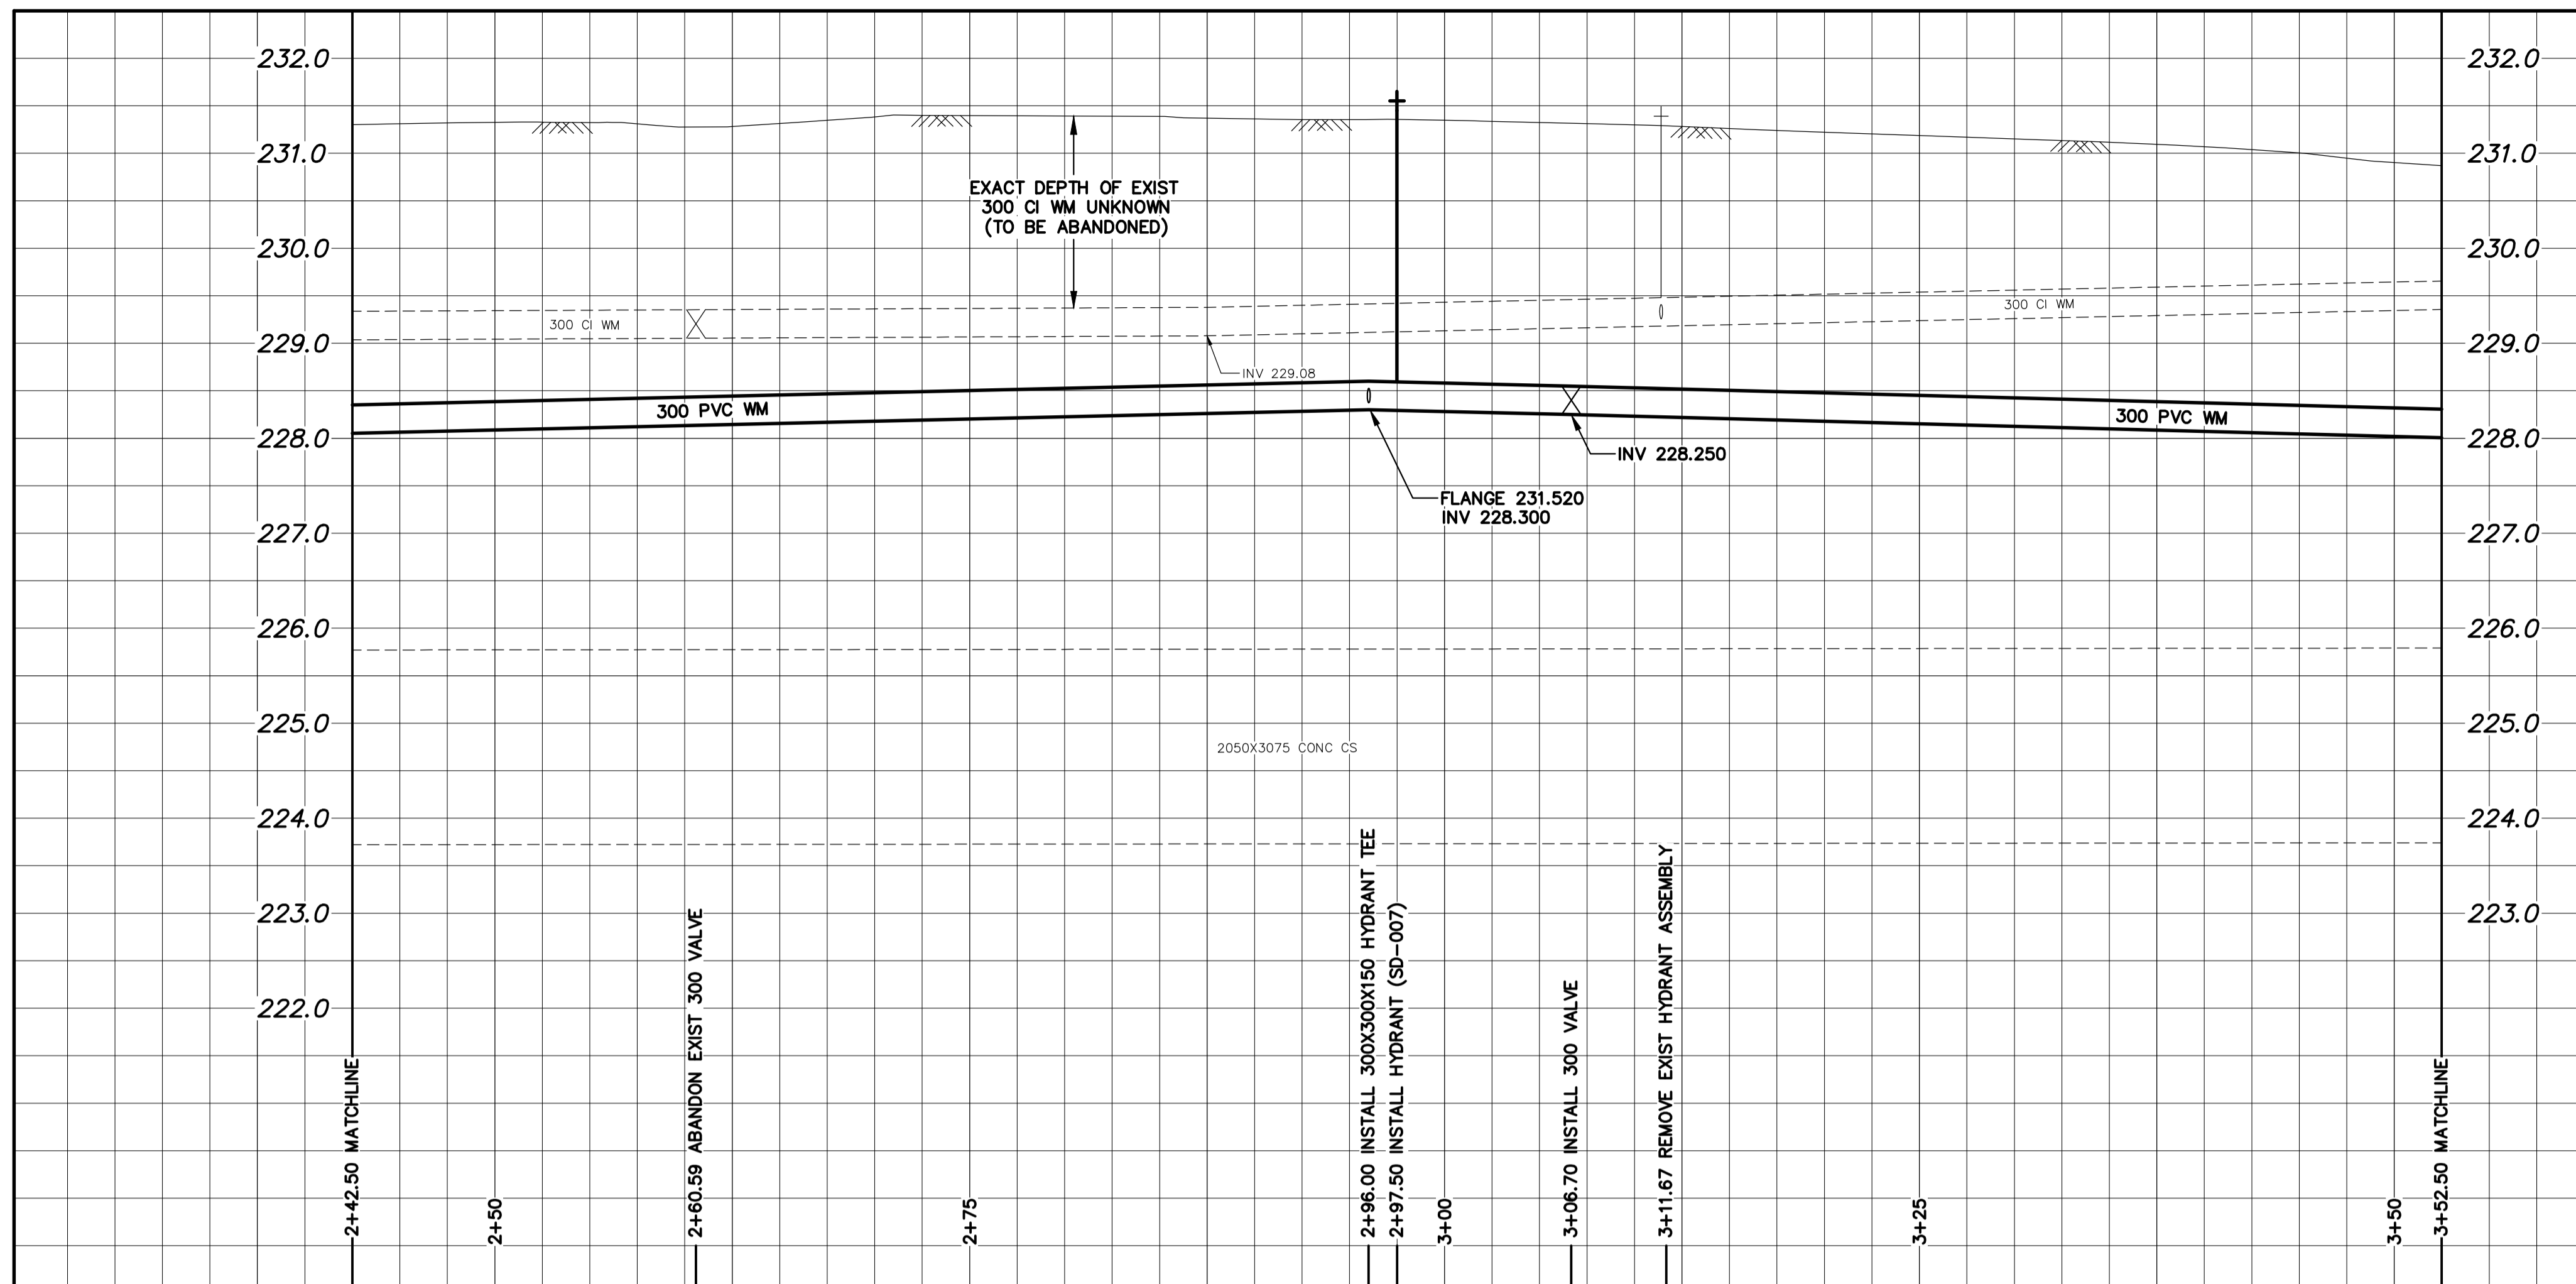 232.0
232.0
231.0
231.0
EXACT DEPTH OF EXIST
300 CI WM UNKNOWN
(TO BE ABANDONED)
230.0
230.0
300 CI WM
300 CI WM
229.0
229.0
INV 229.08
300 PVC WM
300 PVC WM
228.0
228.0
INV 228.250
FLANGE 231.520
INV 228.300
227.0
227.0
226.0
226.0
225.0
225.0
2050X3075 CONC CS
224.0
224.0
223.0
223.0
222.0
2+42.50 MATCHLINE
2+50
2+60.59 ABANDON EXIST 300 VALVE
2+75
2+96.00 INSTALL 300X300X150 HYDRANT TEE
2+97.50 INSTALL HYDRANT (SD-007)
3+00
3+06.70 INSTALL 300 VALVE
3+11.67 REMOVE EXIST HYDRANT ASSEMBLY
3+25
3+50
3+52.50 MATCHLINE